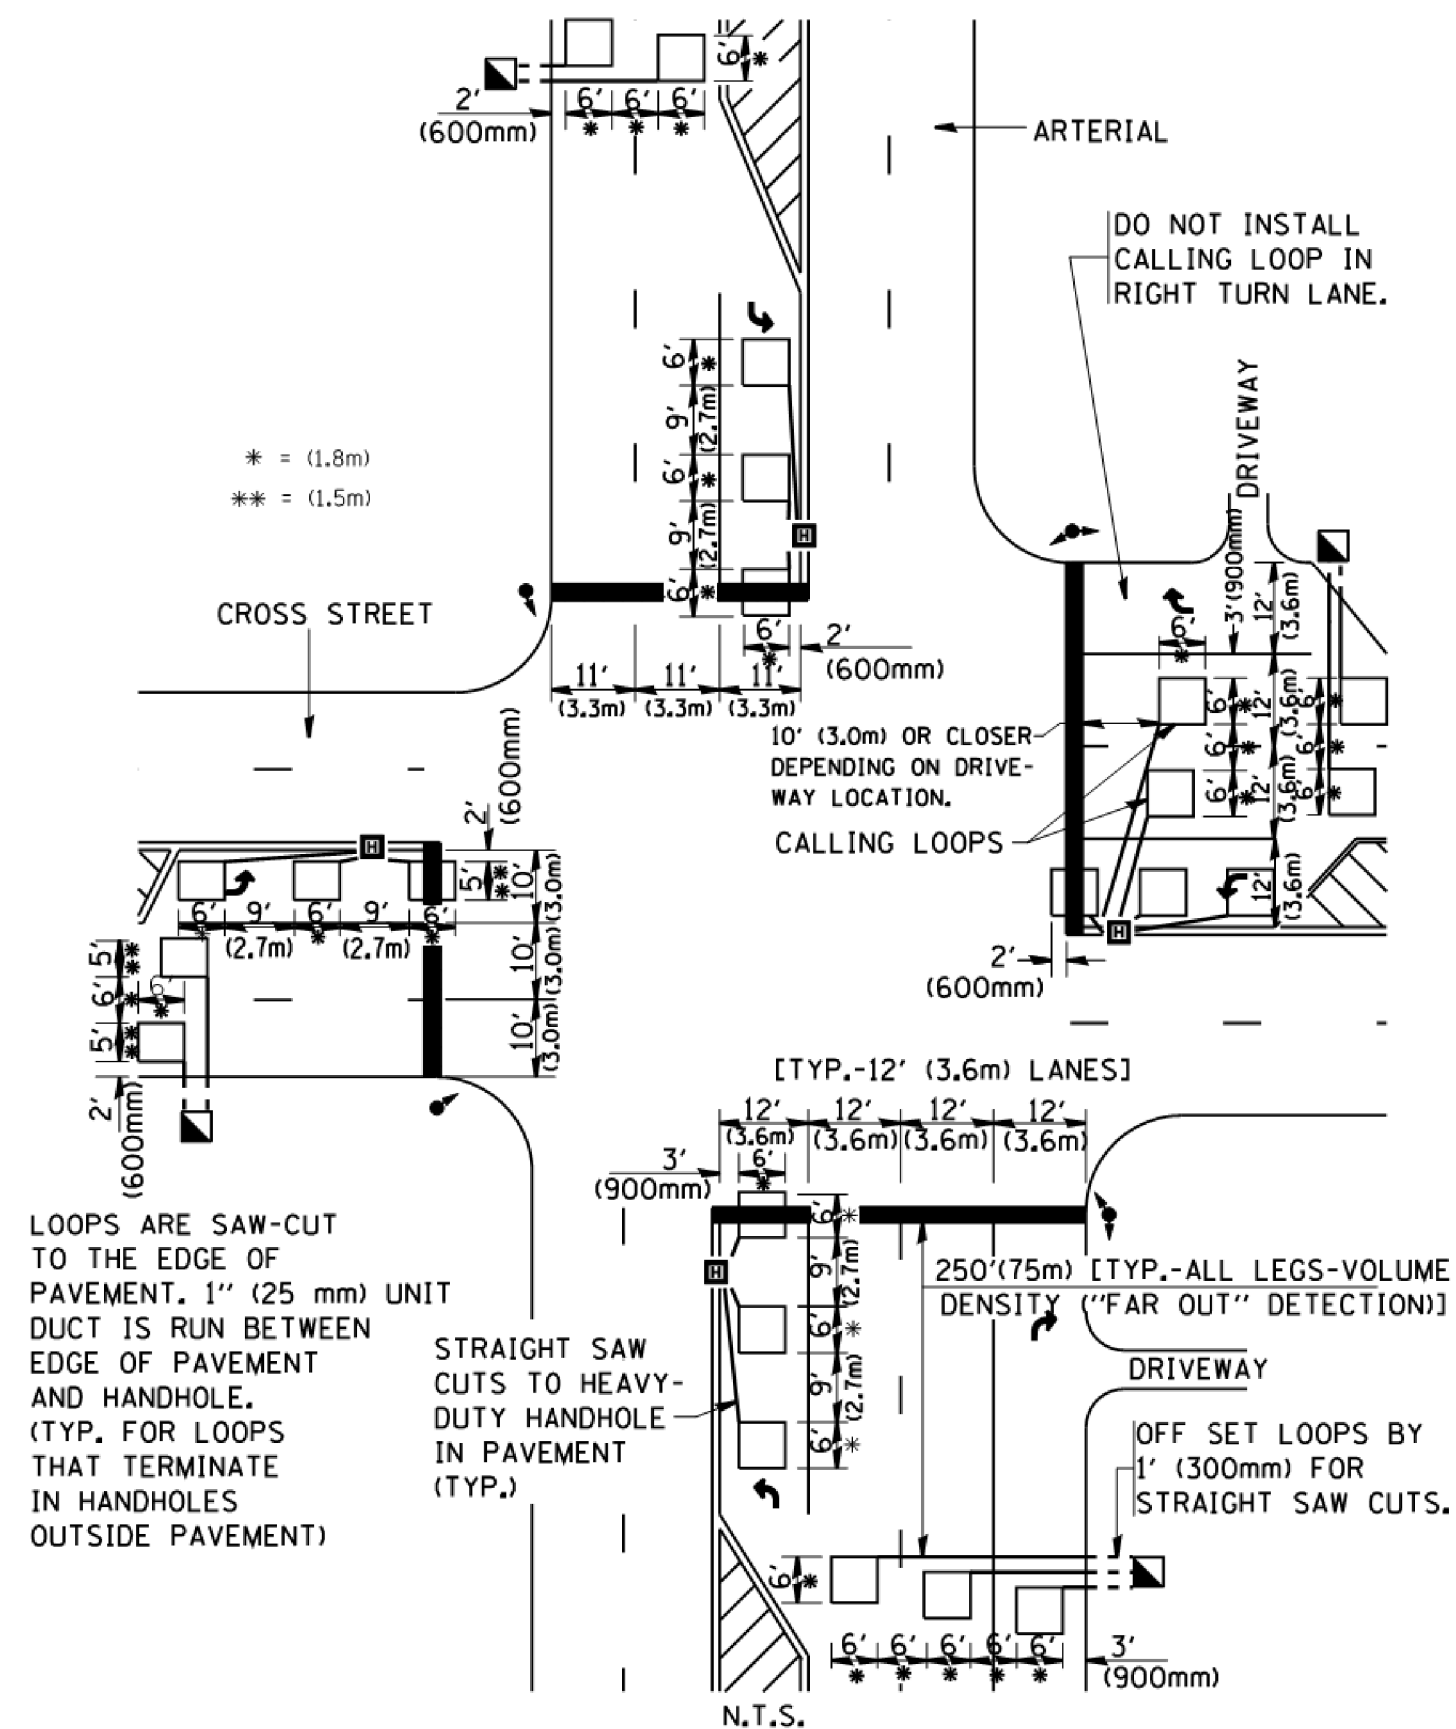 6'
*
2'
(600mm)
6' 6' 6'
* * *
ARTERIAL
DO NOT INSTALL
CALLING LOOP IN
RIGHT TURN LANE.
DRIVEWAY
* = (1.8m)
** = (1.5m)
6'
*
9'
(2.7m)
6'
*
9'
(2.7m)
6'
*
H
6'
*
2'
(600mm)
11' 11' 11'
(3.3m) (3.3m) (3.3m)
CROSS STREET
3'(900mm)
12'
(3.6m)
6'
*
6'
*
6'
*
6'
*
12'
(3.6m)
12'
(3.6m)
12'
(3.6m)
6'
*
6'
*
6'
*
10' (3.0m) OR CLOSER
DEPENDING ON DRIVE-
WAY LOCATION.
CALLING LOOPS
H
2'
(600mm)
2'
(600mm)
H
5'
**
10'
(3.0m)
10'
(3.0m)
10'
(3.0m)
6' 9' 6' 9' 6'
* (2.7m) * (2.7m) *
5'
**
6'
*
6'
*
5'
**
2'
(600mm)
[TYP.-12' (3.6m) LANES]
12' 12' 12' 12'
(3.6m) (3.6m) (3.6m) (3.6m)
3'
(900mm)
6'
*
6'
*
9'
(2.7m)
6'
*
9'
(2.7m)
6'
*
H
250'(75m) [TYP.-ALL LEGS-VOLUME
DENSITY ("FAR OUT" DETECTION)]
DRIVEWAY
LOOPS ARE SAW-CUT
TO THE EDGE OF
PAVEMENT. 1" (25 mm) UNIT
DUCT IS RUN BETWEEN
EDGE OF PAVEMENT
AND HANDHOLE.
(TYP. FOR LOOPS
THAT TERMINATE
IN HANDHOLES
OUTSIDE PAVEMENT)
STRAIGHT SAW
CUTS TO HEAVY-
DUTY HANDHOLE
IN PAVEMENT
(TYP.)
OFF SET LOOPS BY
1' (300mm) FOR
STRAIGHT SAW CUTS.
6'
*
6' 6' 6' 6' 6'
* * * * *
3'
(900mm)
N.T.S.